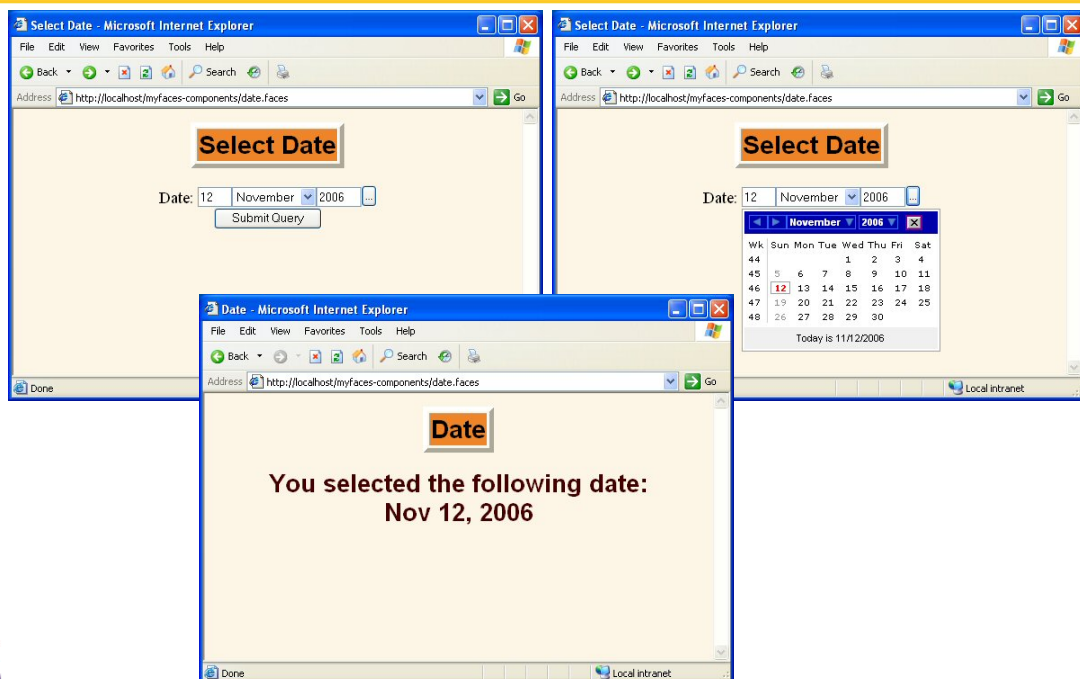 Select Date - Microsoft Internet Explorer
File Edit View Favorites Tools Help
Back Search
Address http://localhost/myfaces-components/date.faces Go
Select Date
Date: 12 November 2006 ...
Submit Query
Done
Select Date - Microsoft Internet Explorer
File Edit View Favorites Tools Help
Back Search
Address http://localhost/myfaces-components/date.faces Go
Select Date
Date: 12 November 2006 ...
November 2006 x
Wk Sun Mon Tue Wed Thu Fri Sat
44 1 2 3 4
45 5 6 7 8 9 10 11
46 12 13 14 15 16 17 18
47 19 20 21 22 23 24 25
48 26 27 28 29 30
Today is 11/12/2006
Local intranet
Date - Microsoft Internet Explorer
File Edit View Favorites Tools Help
Back Search
Address http://localhost/myfaces-components/date.faces Go
Date
You selected the following date:
Nov 12, 2006
Done Local intranet